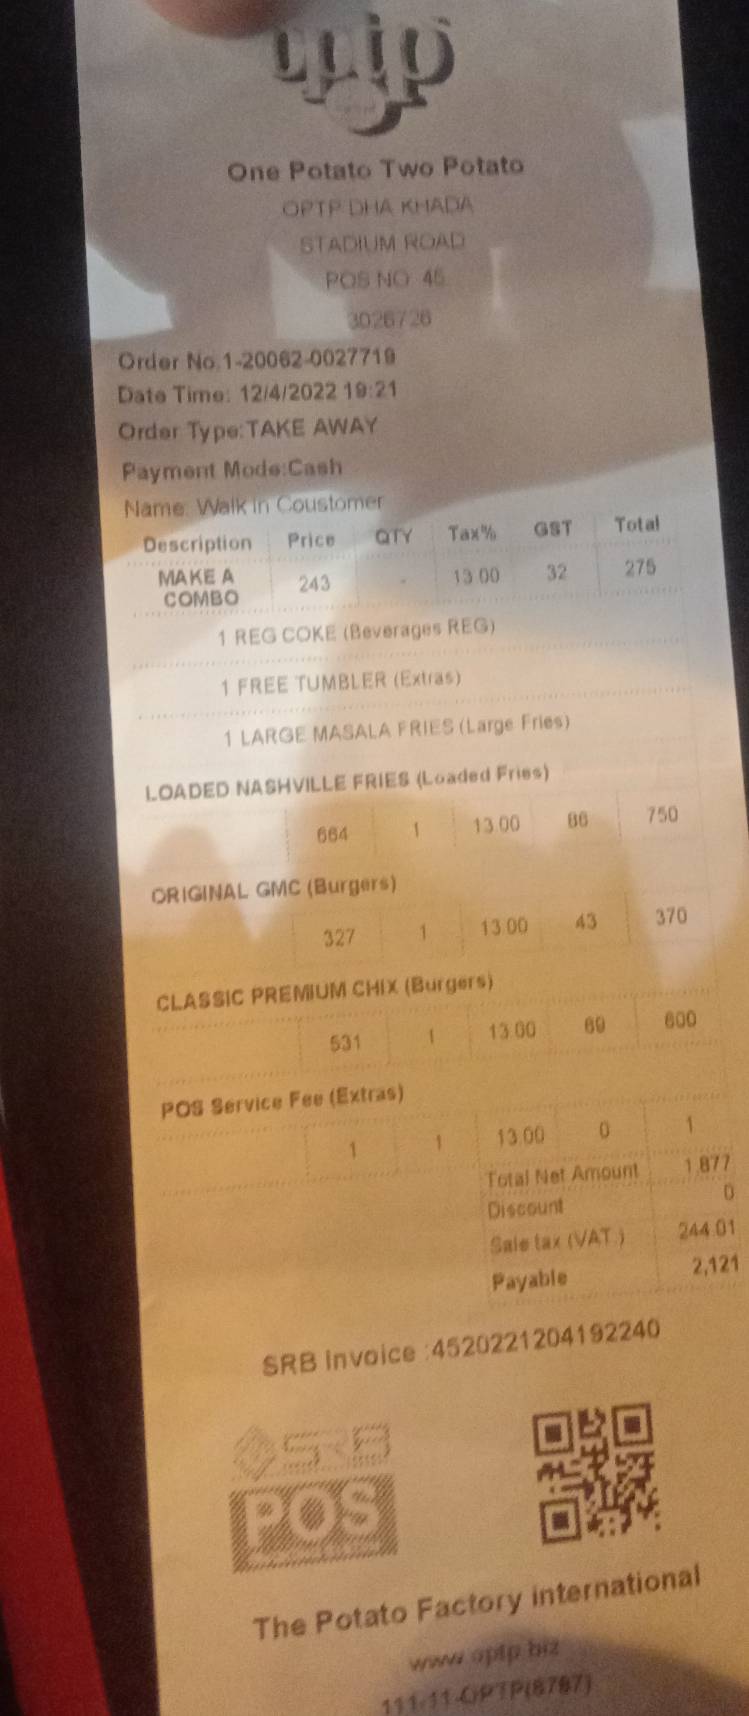 optp
One Potato Two Potato
OPTP DHA KHADA
STADIUM ROAD
POS NO 46
3026726
Order No.1-20062-0027719
Date Time: 12/4/2022 19:21
Order Type:TAKE AWAY
Payment Mode:Cash
Name: Walk in Coustomer
Description Price QTY Tax% GST Total
MAKE A COMBO 243 - 13.00 32 275
1 REG COKE (Beverages REG)
1 FREE TUMBLER (Extras)
1 LARGE MASALA FRIES (Large Fries)
LOADED NASHVILLE FRIES (Loaded Fries)
664 1 13.00 86 750
ORIGINAL GMC (Burgers)
327 1 13.00 43 370
CLASSIC PREMIUM CHIX (Burgers)
531 1 13.00 69 600
POS Service Fee (Extras)
1 1 13.00 0 1
Total Net Amount 1,877
Discount 0
Sale tax (VAT.) 244.01
Payable 2,121
SRB Invoice :4520221204192240
SRB
POS
The Potato Factory international
www.optp.biz
111-11-OPTP(6787)